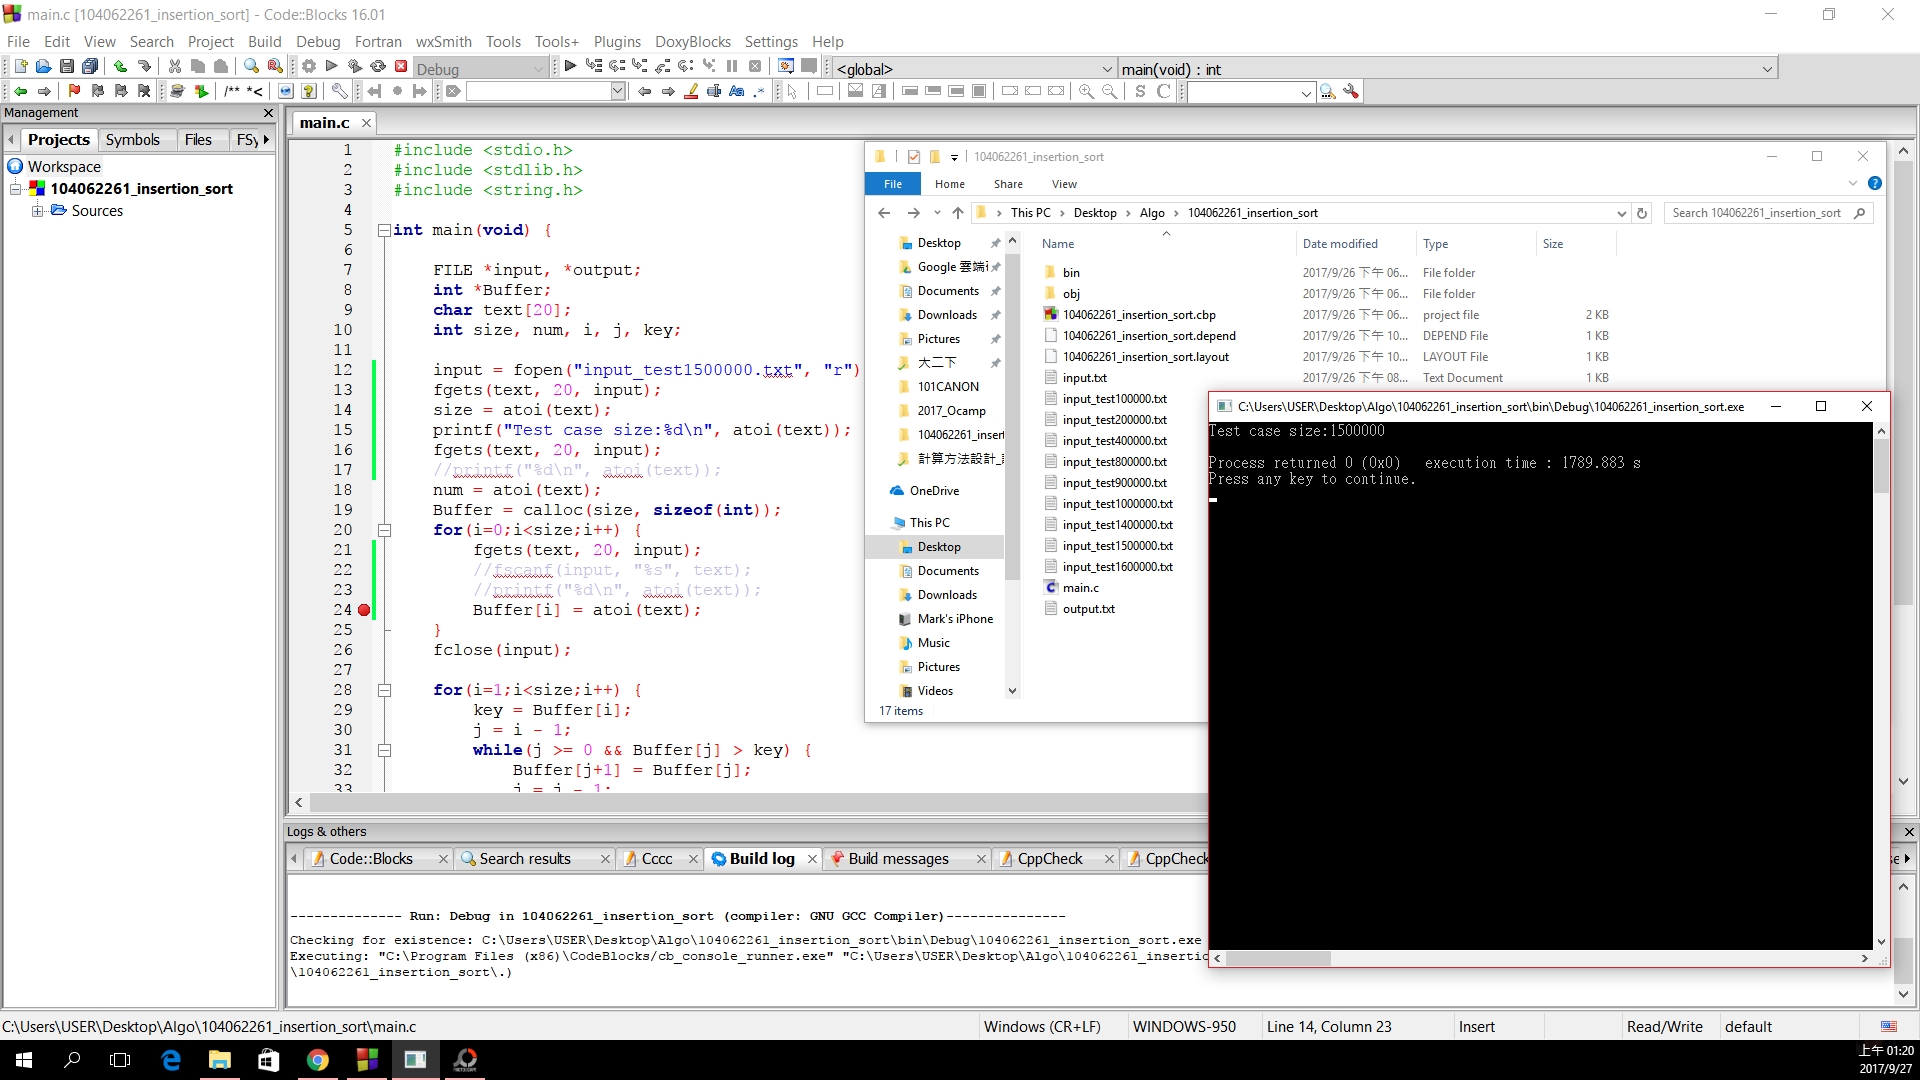 main.c [104062261_insertion_sort] - Code::Blocks 16.01
File Edit View Search Project Build Debug Fortran wxSmith Tools Tools+ Plugins DoxyBlocks Settings Help
Debug
<global>
main(void) : int
/** *<
Aa .*
S C
Management
Projects Symbols Files FSy
Workspace
104062261_insertion_sort
Sources
main.c
1 #include <stdio.h>
2 #include <stdlib.h>
3 #include <string.h>
4
5 int main(void) {
6
7 FILE *input, *output;
8 int *Buffer;
9 char text[20];
10 int size, num, i, j, key;
11
12 input = fopen("input_test1500000.txt", "r")
13 fgets(text, 20, input);
14 size = atoi(text);
15 printf("Test case size:%d\n", atoi(text));
16 fgets(text, 20, input);
17 //printf("%d\n", atoi(text));
18 num = atoi(text);
19 Buffer = calloc(size, sizeof(int));
20 for(i=0;i<size;i++) {
21 fgets(text, 20, input);
22 //fscanf(input, "%s", text);
23 //printf("%d\n", atoi(text));
24 Buffer[i] = atoi(text);
25 }
26 fclose(input);
27
28 for(i=1;i<size;i++) {
29 key = Buffer[i];
30 j = i - 1;
31 while(j >= 0 && Buffer[j] > key) {
32 Buffer[j+1] = Buffer[j];
33 j = j - 1;
104062261_insertion_sort
File Home Share View
This PC Desktop Algo 104062261_insertion_sort
Search 104062261_insertion_sort
Desktop
Documents
Downloads
Pictures
大二下
101CANON
2017_Ocamp
104062261_insert
計算方法設計_
OneDrive
This PC
Desktop
Documents
Downloads
Mark's iPhone
Music
Pictures
Videos
17 items
Name Date modified Type Size
bin 2017/9/26 下午 06... File folder
obj 2017/9/26 下午 06... File folder
104062261_insertion_sort.cbp 2017/9/26 下午 06... project file 2 KB
104062261_insertion_sort.depend 2017/9/26 下午 10... DEPEND File 1 KB
104062261_insertion_sort.layout 2017/9/26 下午 10... LAYOUT File 1 KB
input.txt 2017/9/26 下午 08... Text Document 1 KB
input_test100000.txt
input_test200000.txt
input_test400000.txt
input_test800000.txt
input_test900000.txt
input_test1000000.txt
input_test1400000.txt
input_test1500000.txt
input_test1600000.txt
main.c
output.txt
C:\Users\USER\Desktop\Algo\104062261_insertion_sort\bin\Debug\104062261_insertion_sort.exe
Test case size:1500000
Process returned 0 (0x0) execution time : 1789.883 s
Press any key to continue.
Logs & others
Code::Blocks Search results Cccc Build log Build messages CppCheck CppCheck
-------------- Run: Debug in 104062261_insertion_sort (compiler: GNU GCC Compiler)---------------
Checking for existence: C:\Users\USER\Desktop\Algo\104062261_insertion_sort\bin\Debug\104062261_insertion_sort.exe
Executing: "C:\Program Files (x86)\CodeBlocks/cb_console_runner.exe" "C:\Users\USER\Desktop\Algo\104062261_insertic
\104062261_insertion_sort\.)
C:\Users\USER\Desktop\Algo\104062261_insertion_sort\main.c Windows (CR+LF) WINDOWS-950 Line 14, Column 23 Insert Read/Write default
上午 01:20
2017/9/27